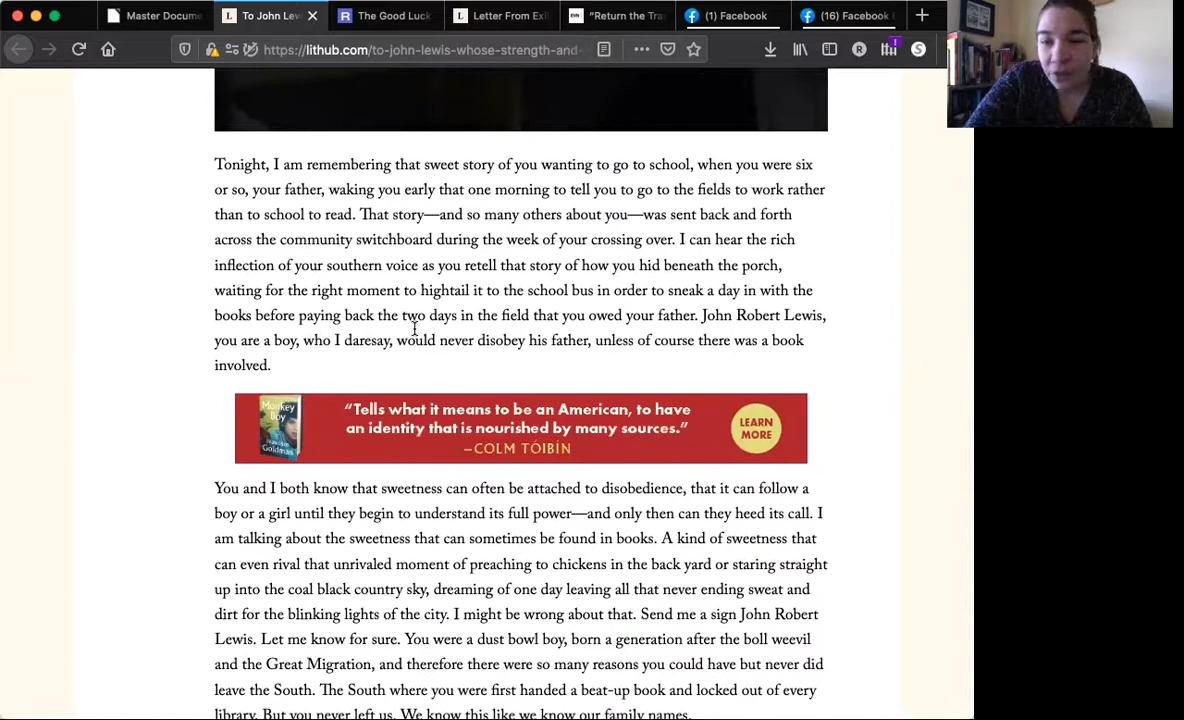 Master Docume
L To John Lew
R The Good Luck
L Letter From Exi
EVN "Return the Tra
(1) Facebook
(16) Facebook
https://lithub.com/to-john-lewis-whose-strength-and-
R
!
S
Tonight, I am remembering that sweet story of you wanting to go to school, when you were six
or so, your father, waking you early that one morning to tell you to go to the fields to work rather
than to school to read. That story—and so many others about you—was sent back and forth
across the community switchboard during the week of your crossing over. I can hear the rich
inflection of your southern voice as you retell that story of how you hid beneath the porch,
waiting for the right moment to hightail it to the school bus in order to sneak a day in with the
books before paying back the two days in the field that you owed your father. John Robert Lewis,
you are a boy, who I daresay, would never disobey his father, unless of course there was a book
involved.
Monkey
Boy
Francisco
Goldman
"Tells what it means to be an American, to have
an identity that is nourished by many sources."
—COLM TÓIBÍN
LEARN
MORE
You and I both know that sweetness can often be attached to disobedience, that it can follow a
boy or a girl until they begin to understand its full power—and only then can they heed its call. I
am talking about the sweetness that can sometimes be found in books. A kind of sweetness that
can even rival that unrivaled moment of preaching to chickens in the back yard or staring straight
up into the coal black country sky, dreaming of one day leaving all that never ending sweat and
dirt for the blinking lights of the city. I might be wrong about that. Send me a sign John Robert
Lewis. Let me know for sure. You were a dust bowl boy, born a generation after the boll weevil
and the Great Migration, and therefore there were so many reasons you could have but never did
leave the South. The South where you were first handed a beat-up book and locked out of every
library. But you never left us. We know this like we know our family names.